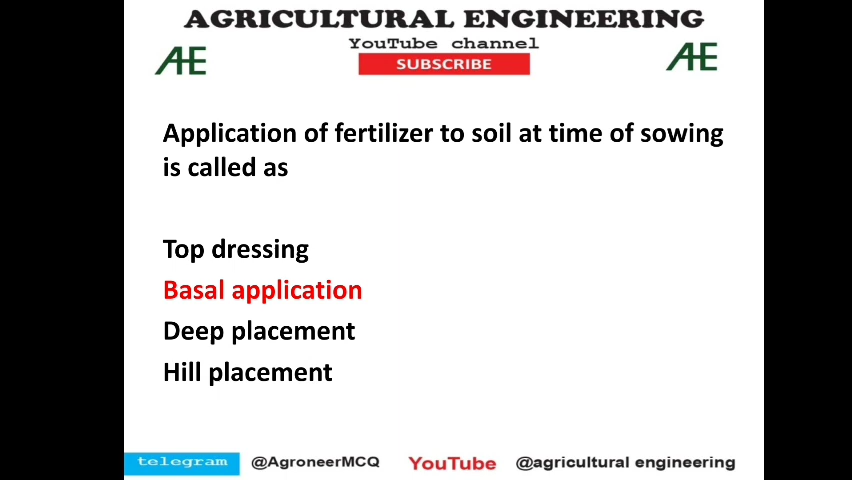 AGRICULTURAL ENGINEERING
YouTube channel
AE SUBSCRIBE AE
Application of fertilizer to soil at time of sowing
is called as
Top dressing
Basal application
Deep placement
Hill placement
telegram @AgroneerMCQ YouTube @agricultural engineering